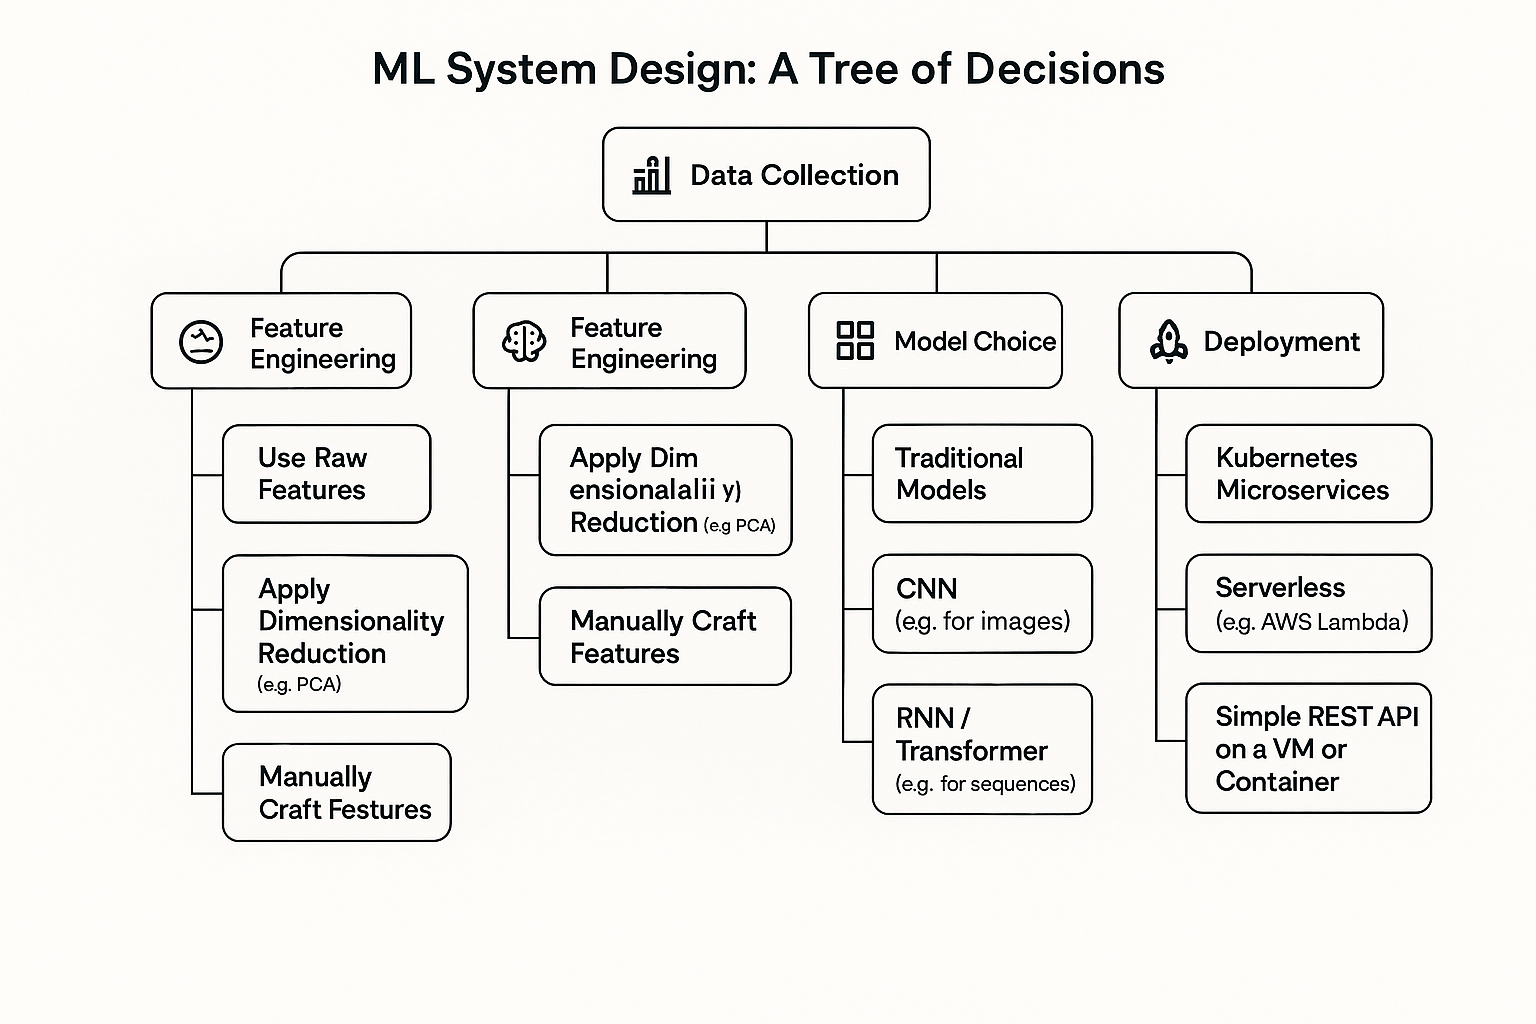 ML System Design: A Tree of Decisions
Data Collection
Feature
Engineering
Use Raw
Features
Apply
Dimensionality
Reduction
(e.g. PCA)
Manually
Craft Festures
Feature
Engineering
Apply Dim
ensionalalii y)
Reduction (e.g PCA)
Manually Craft
Features
Model Choice
Traditional
Models
CNN
(e.g. for images)
RNN /
Transformer
(e.g. for sequences)
Deployment
Kubernetes
Microservices
Serverless
(e.g. AWS Lambda)
Simple REST API
on a VM or
Container